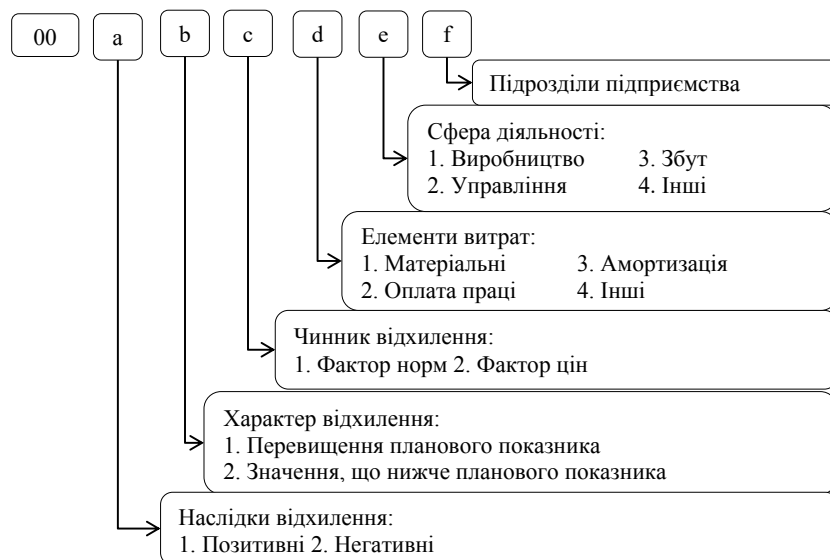 00 a b c d e f
Підрозділи підприємства
Сфера діяльності:
1. Виробництво 3. Збут
2. Управління 4. Інші
Елементи витрат:
1. Матеріальні 3. Амортизація
2. Оплата праці 4. Інші
Чинник відхилення:
1. Фактор норм 2. Фактор цін
Характер відхилення:
1. Перевищення планового показника
2. Значення, що нижче планового показника
Наслідки відхилення:
1. Позитивні 2. Негативні